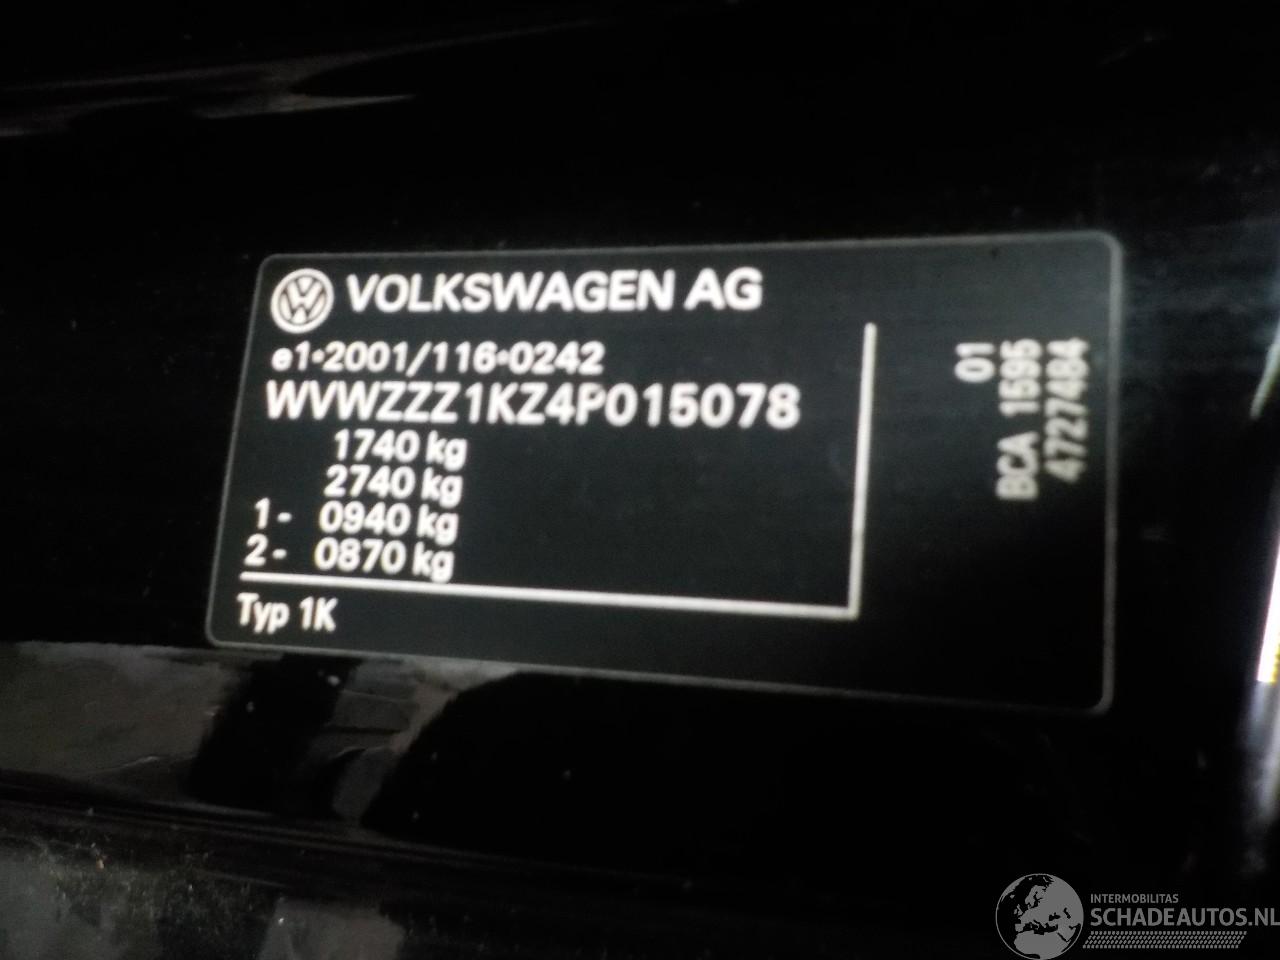 VOLKSWAGEN AG
e1*2001/116*0242
WVWZZZ1KZ4P015078
1740 kg
2740 kg
1- 0940 kg
2- 0870 kg
Typ 1K
01
BCA 1595
4727484
INTERMOBILITAS
SCHADEAUTOS.NL